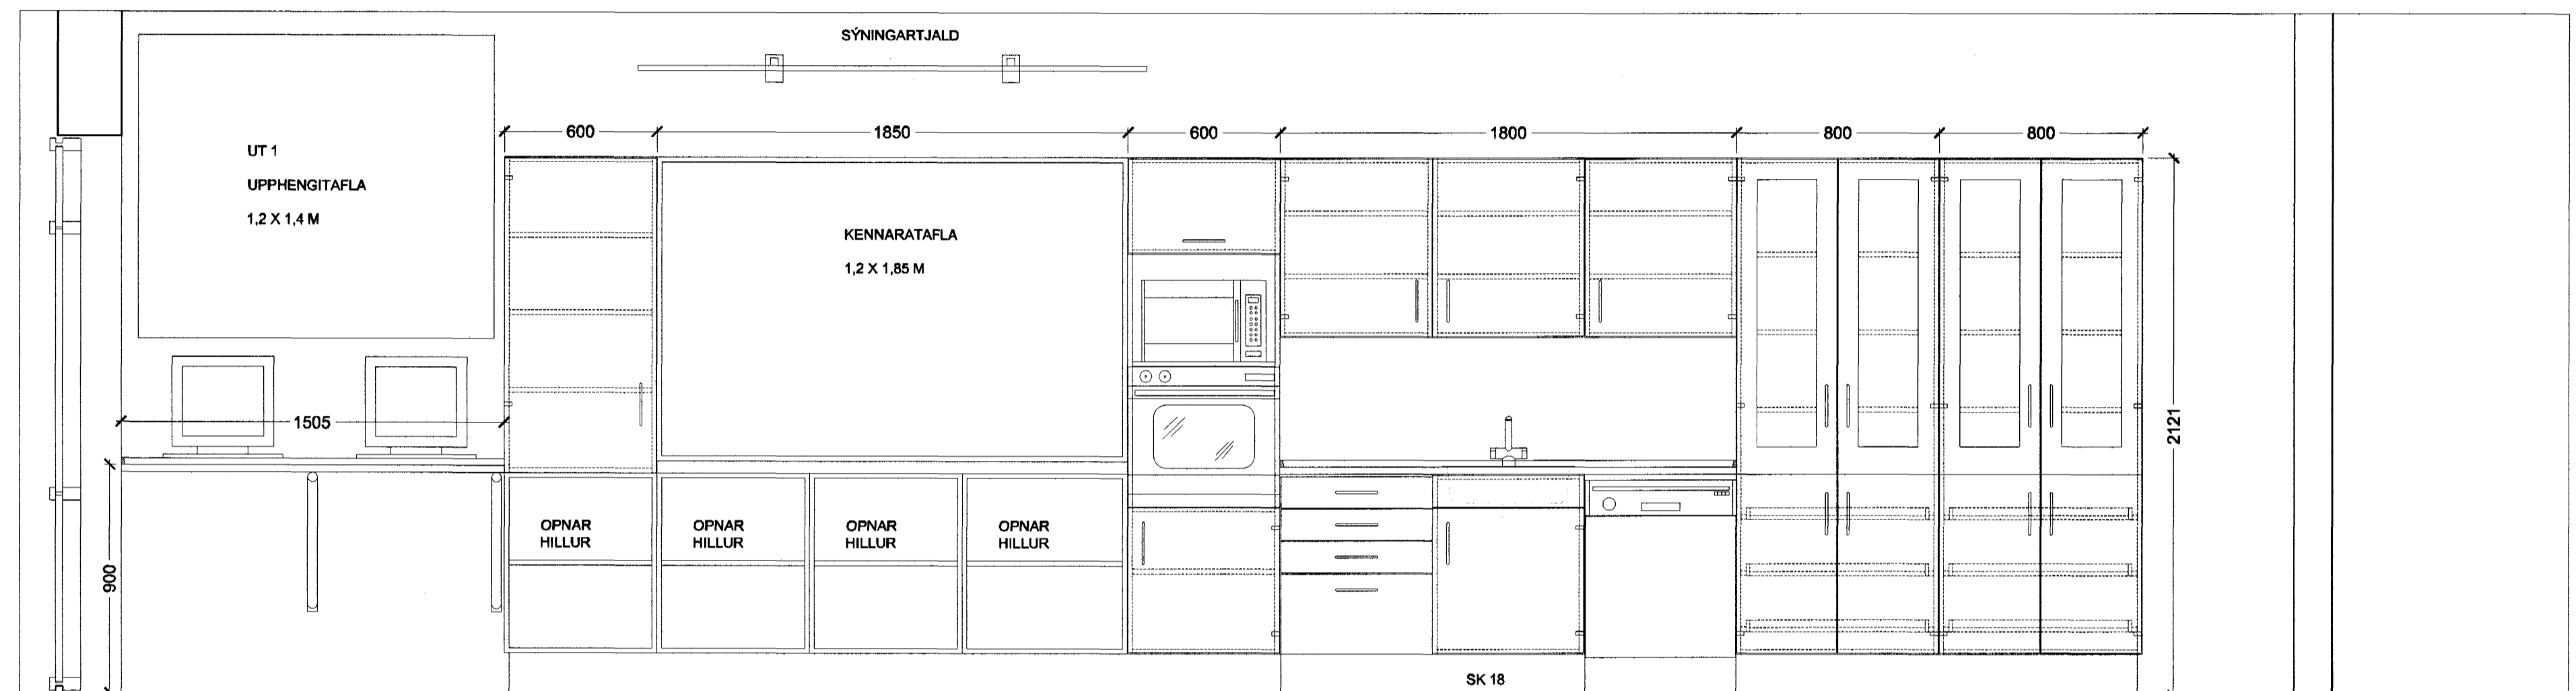 SÝNINGARTJALD
600
1850
600
1800
800
800
UT 1
UPPHENGITAFLA
1,2 X 1,4 M
KENNARATAFLA
1,2 X 1,85 M
1505
2121
900
OPNAR
HILLUR
OPNAR
HILLUR
OPNAR
HILLUR
OPNAR
HILLUR
SK 18